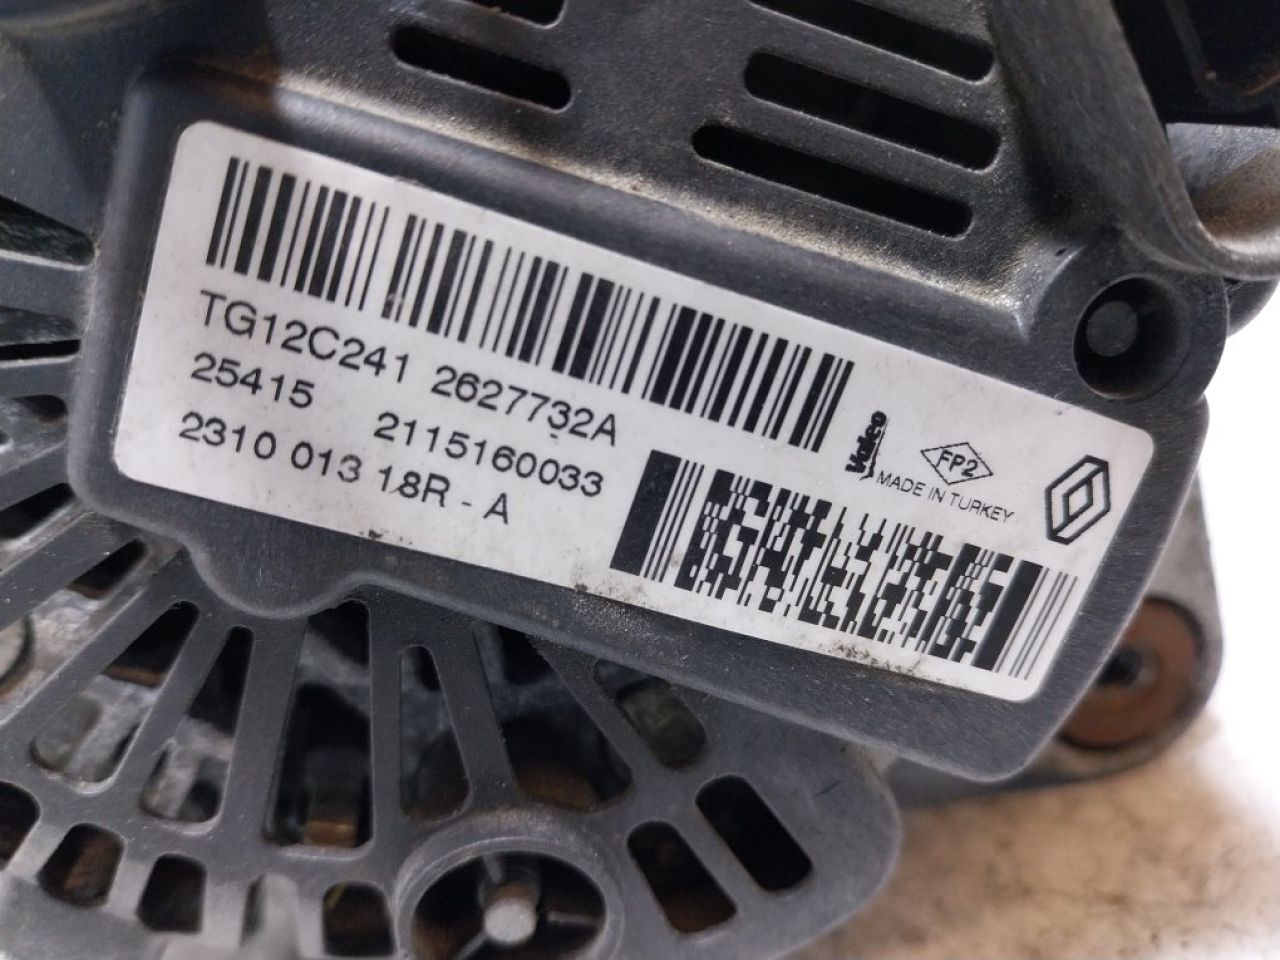 TG12C241 2627732A
25415 2115160033
2310 013 18R - A
Valeo
FP2
MADE IN TURKEY